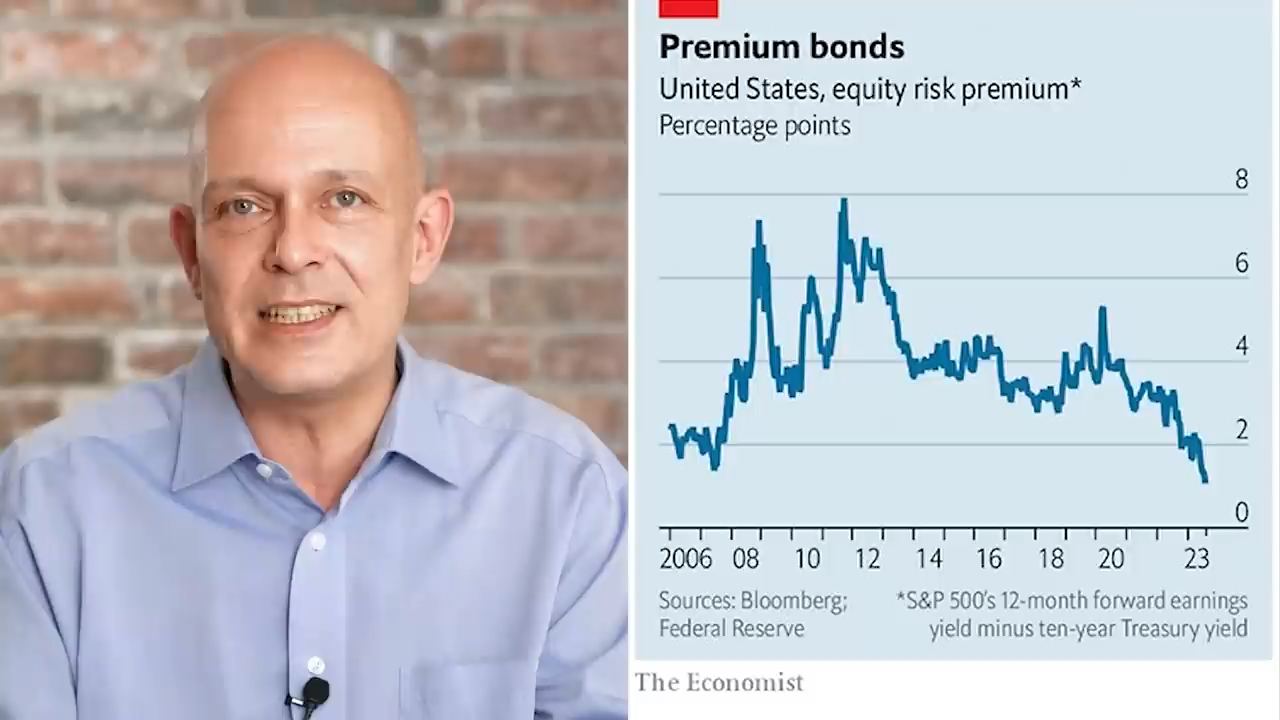 Premium bonds
United States, equity risk premium*
Percentage points
8
6
4
2
0
2006 08 10 12 14 16 18 20 23
Sources: Bloomberg;
Federal Reserve
*S&P 500's 12-month forward earnings
yield minus ten-year Treasury yield
The Economist